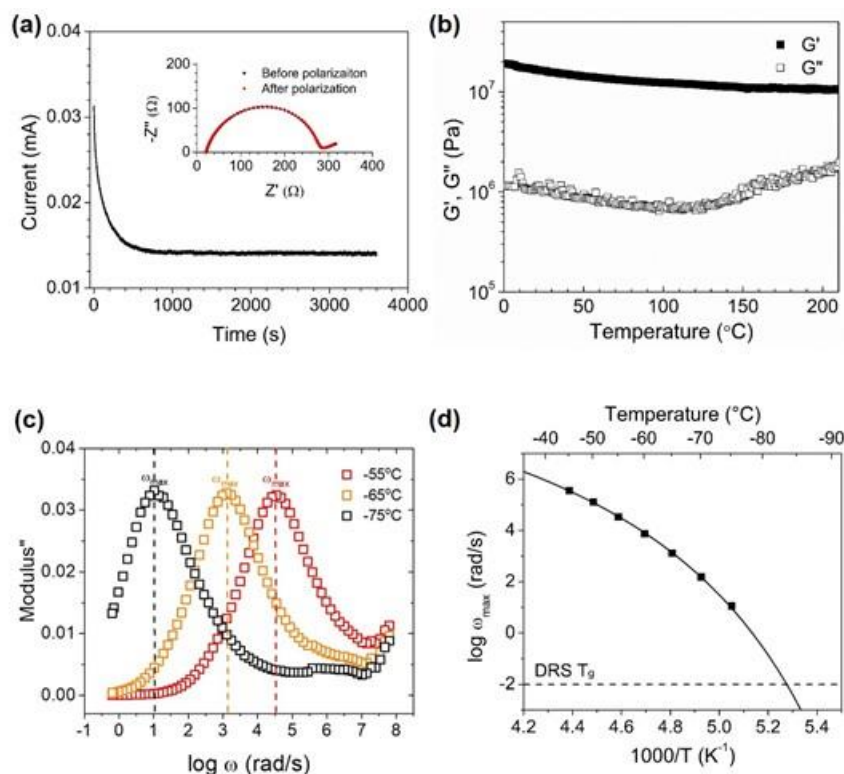 (a)
0.04
0.03
0.02
0.01
Current (mA)
0 1000 2000 3000 4000
Time (s)
200
100
0
-Z" (Ω)
Before polarizaiton
After polarization
0 100 200 300 400
Z' (Ω)
(b)
G'
G"
10⁷
10⁶
10⁵
G', G" (Pa)
0 50 100 150 200
Temperature (°C)
(c)
0.04
0.03
0.02
0.01
0.00
Modulus"
ωmax ωmax ωmax
-55°C
-65°C
-75°C
-1 0 1 2 3 4 5 6 7 8
log ω (rad/s)
(d)
Temperature (°C)
-40 -50 -60 -70 -80 -90
6
4
2
0
-2
log ωmax (rad/s)
DRS Tg
4.2 4.4 4.6 4.8 5.0 5.2 5.4
1000/T (K⁻¹)